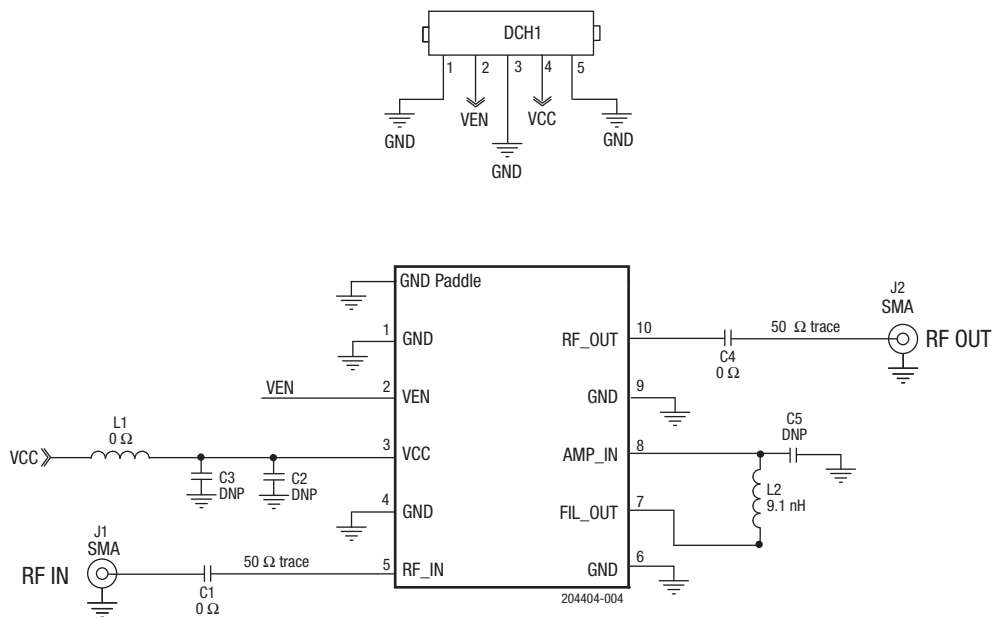 DCH1
1 2 3 4 5
GND
VEN
GND
VCC
GND
GND Paddle
1
GND
VEN
2
VEN
L1
0 Ω
VCC
3
VCC
C3
DNP
C2
DNP
4
GND
J1
SMA
RF IN
C1
0 Ω
50 Ω trace
5
RF_IN
RF_OUT
10
C4
0 Ω
50 Ω trace
J2
SMA
RF OUT
GND
9
AMP_IN
8
C5
DNP
L2
9.1 nH
FIL_OUT
7
GND
6
204404-004